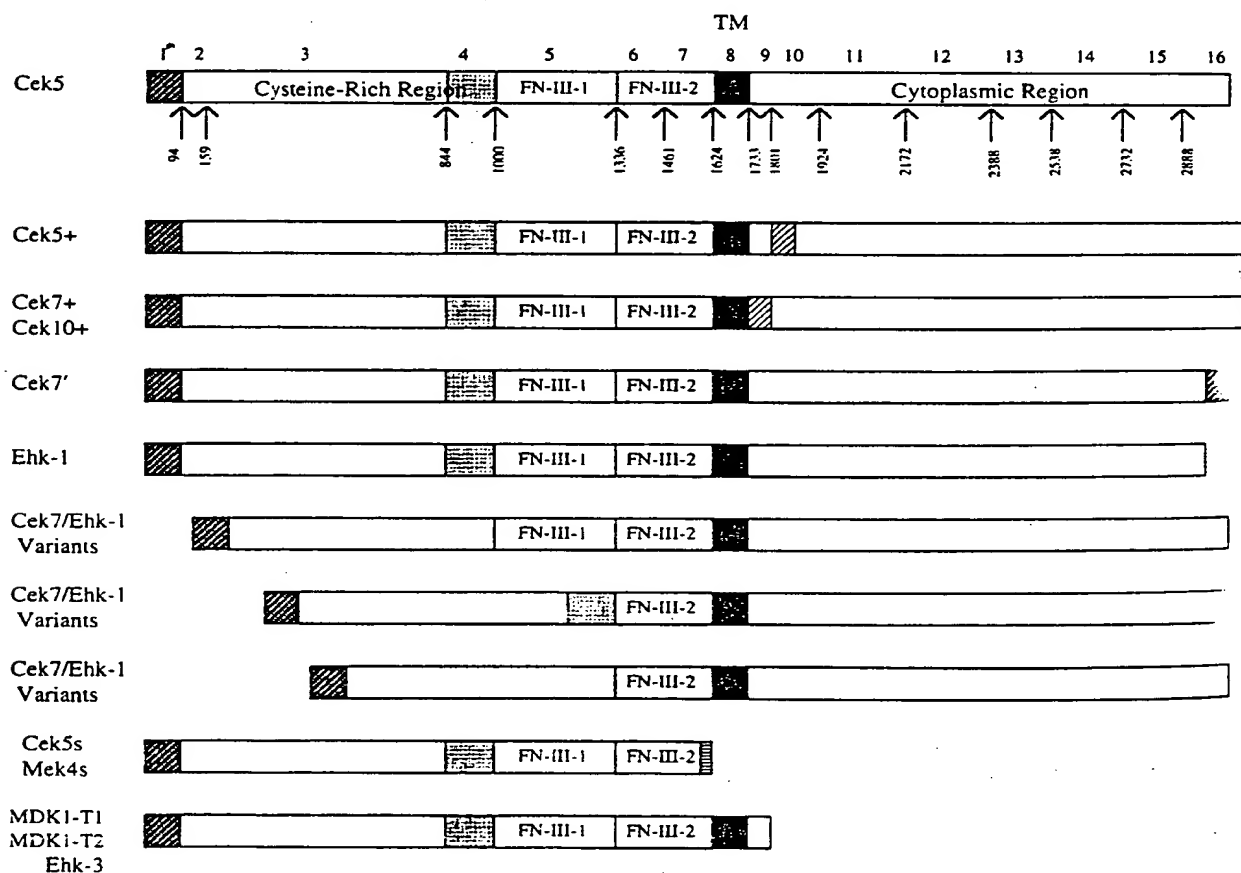 TM
1* 2 3 4 5 6 7 8 9 10 11 12 13 14 15 16
Cek5 Cysteine-Rich Region FN-III-1 FN-III-2 Cytoplasmic Region
94 159 844 1000 1336 1461 1624 1733 1801 1924 2172 2388 2538 2732 2888
Cek5+ FN-III-1 FN-III-2
Cek7+
Cek10+ FN-III-1 FN-III-2
Cek7' FN-III-1 FN-III-2
Ehk-1 FN-III-1 FN-III-2
Cek7/Ehk-1
Variants FN-III-1 FN-III-2
Cek7/Ehk-1
Variants FN-III-2
Cek7/Ehk-1
Variants FN-III-2
Cek5s
Mek4s FN-III-1 FN-III-2
MDK1-T1
MDK1-T2 FN-III-1 FN-III-2
Ehk-3